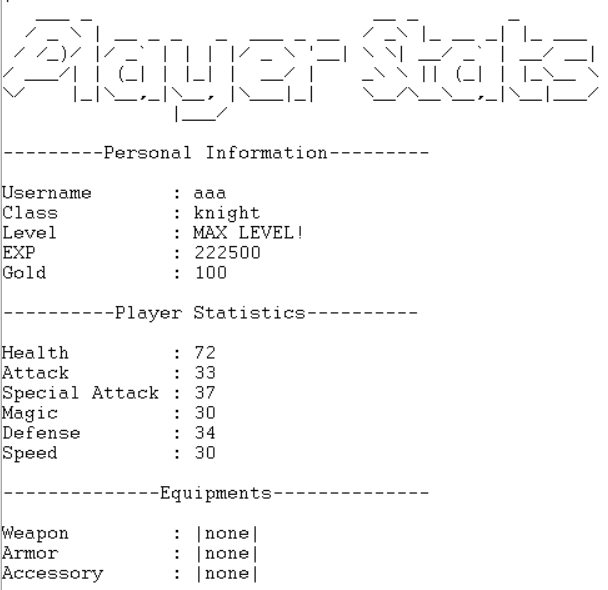 Player Stats
---------Personal Information---------
Username : aaa
Class : knight
Level : MAX LEVEL!
EXP : 222500
Gold : 100
----------Player Statistics----------
Health : 72
Attack : 33
Special Attack : 37
Magic : 30
Defense : 34
Speed : 30
--------------Equipments--------------
Weapon : |none|
Armor : |none|
Accessory : |none|